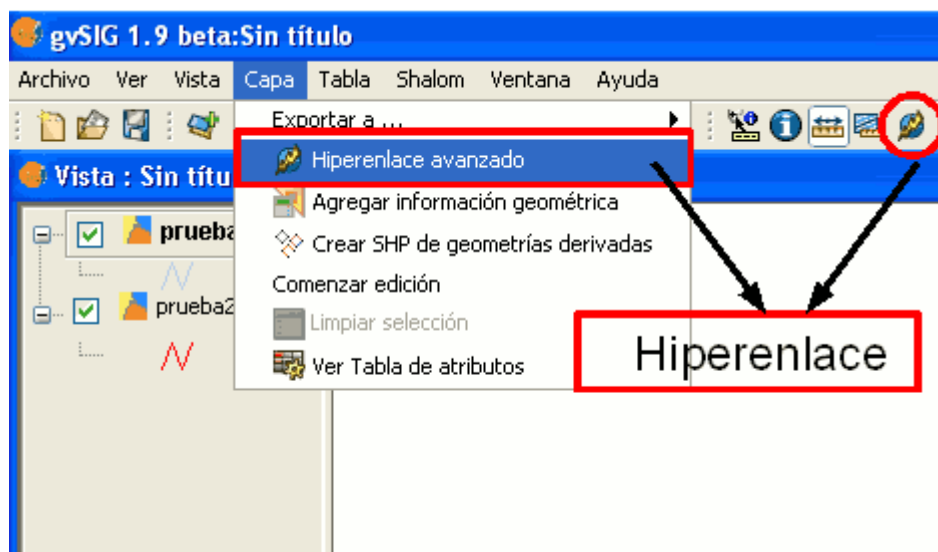 gvSIG 1.9 beta:Sin título
Archivo Ver Vista Capa Tabla Shalom Ventana Ayuda
Exportar a ...
Hiperenlace avanzado
Vista : Sin títu
Agregar información geométrica
prueba
Crear SHP de geometrías derivadas
Comenzar edición
prueba2
Limpiar selección
Hiperenlace
Ver Tabla de atributos